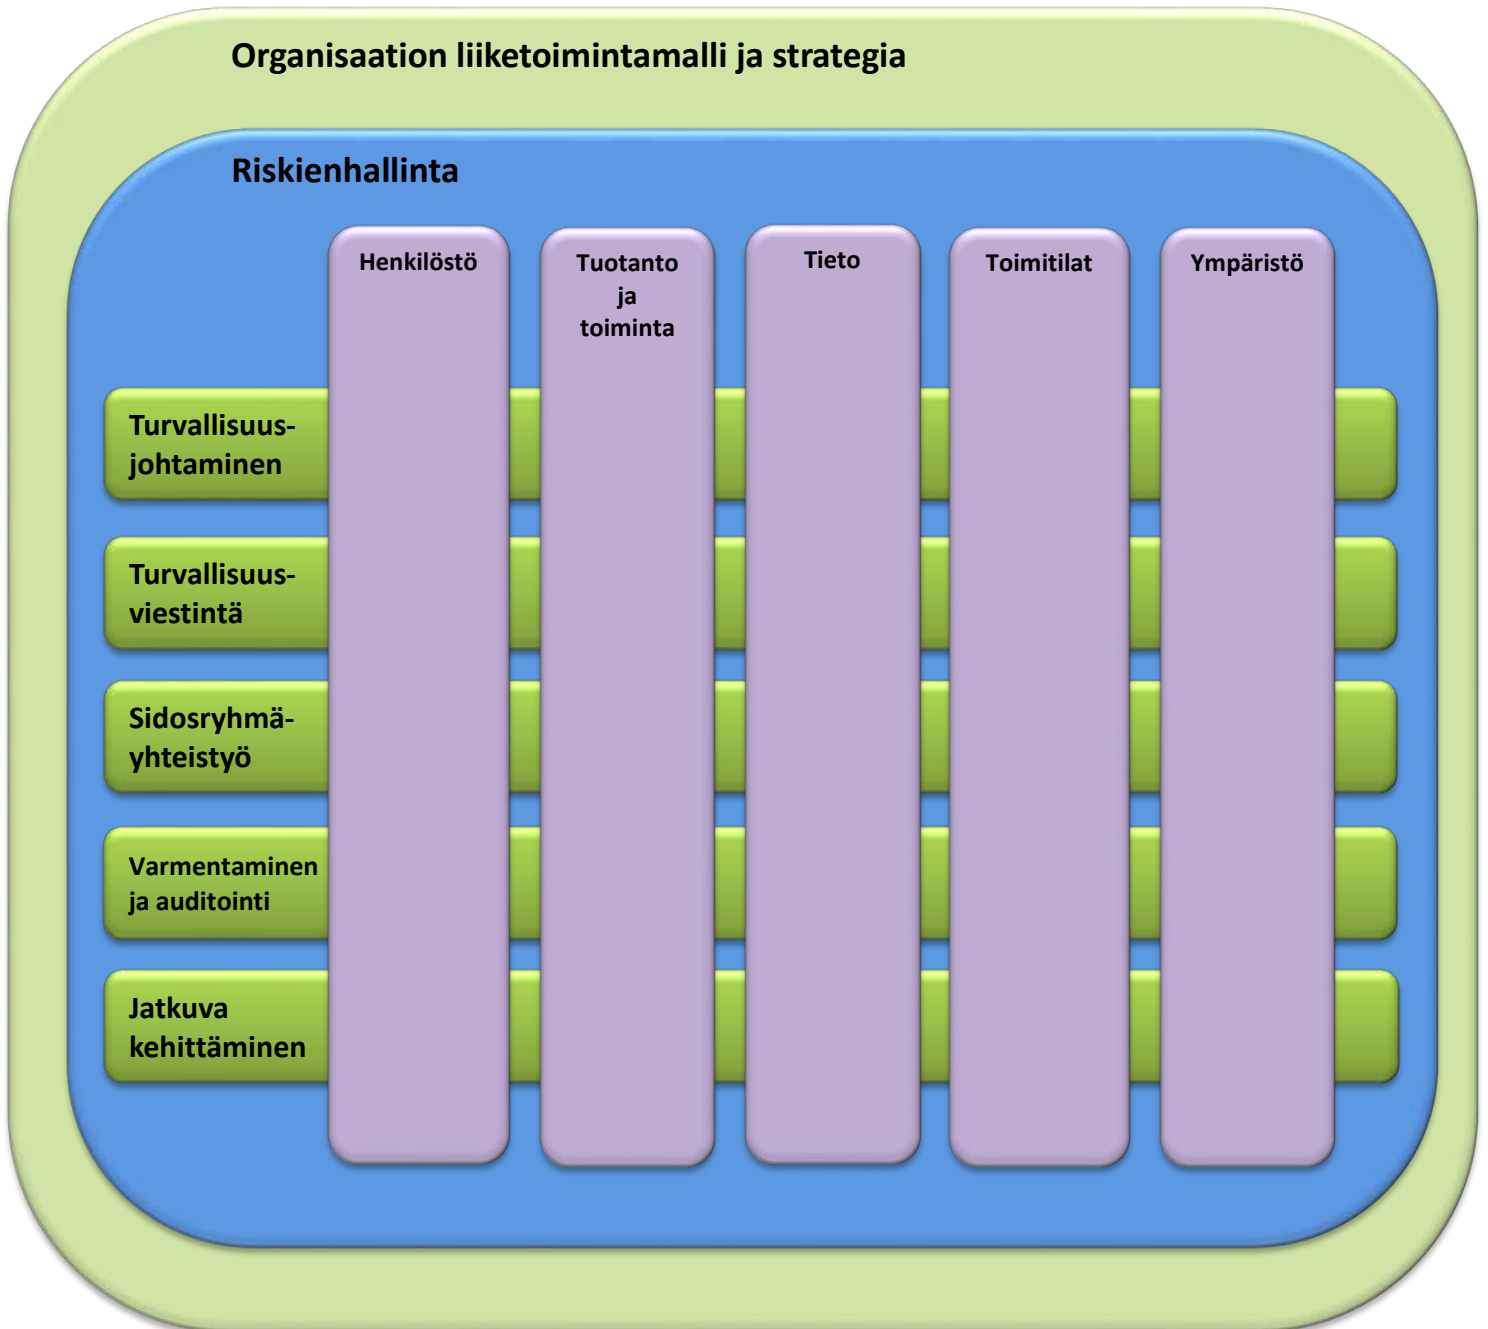 Organisaation liiketoimintamalli ja strategia
Riskienhallinta
Henkilöstö
Tuotanto
ja
toiminta
Tieto
Toimitilat
Ympäristö
Turvallisuus-
johtaminen
Turvallisuus-
viestintä
Sidosryhmä-
yhteistyö
Varmentaminen
ja auditointi
Jatkuva
kehittäminen